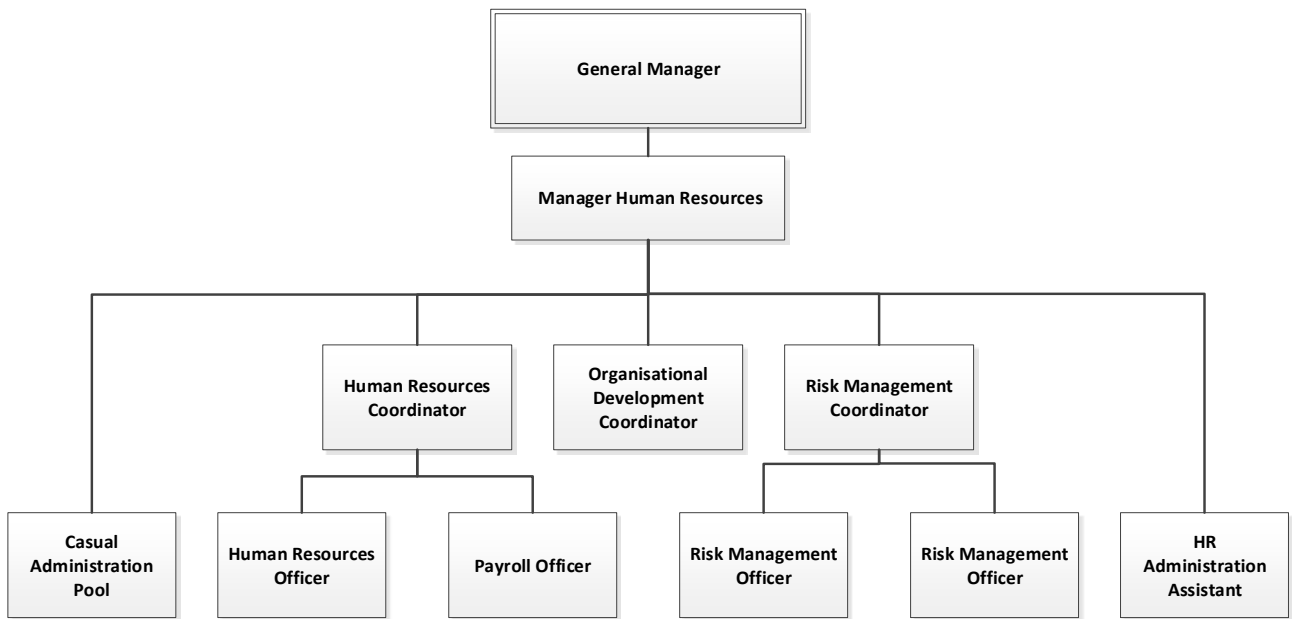 General Manager
Manager Human Resources
Human Resources
Coordinator
Organisational
Development
Coordinator
Risk Management
Coordinator
Casual
Administration
Pool
Human Resources
Officer
Payroll Officer
Risk Management
Officer
Risk Management
Officer
HR
Administration
Assistant